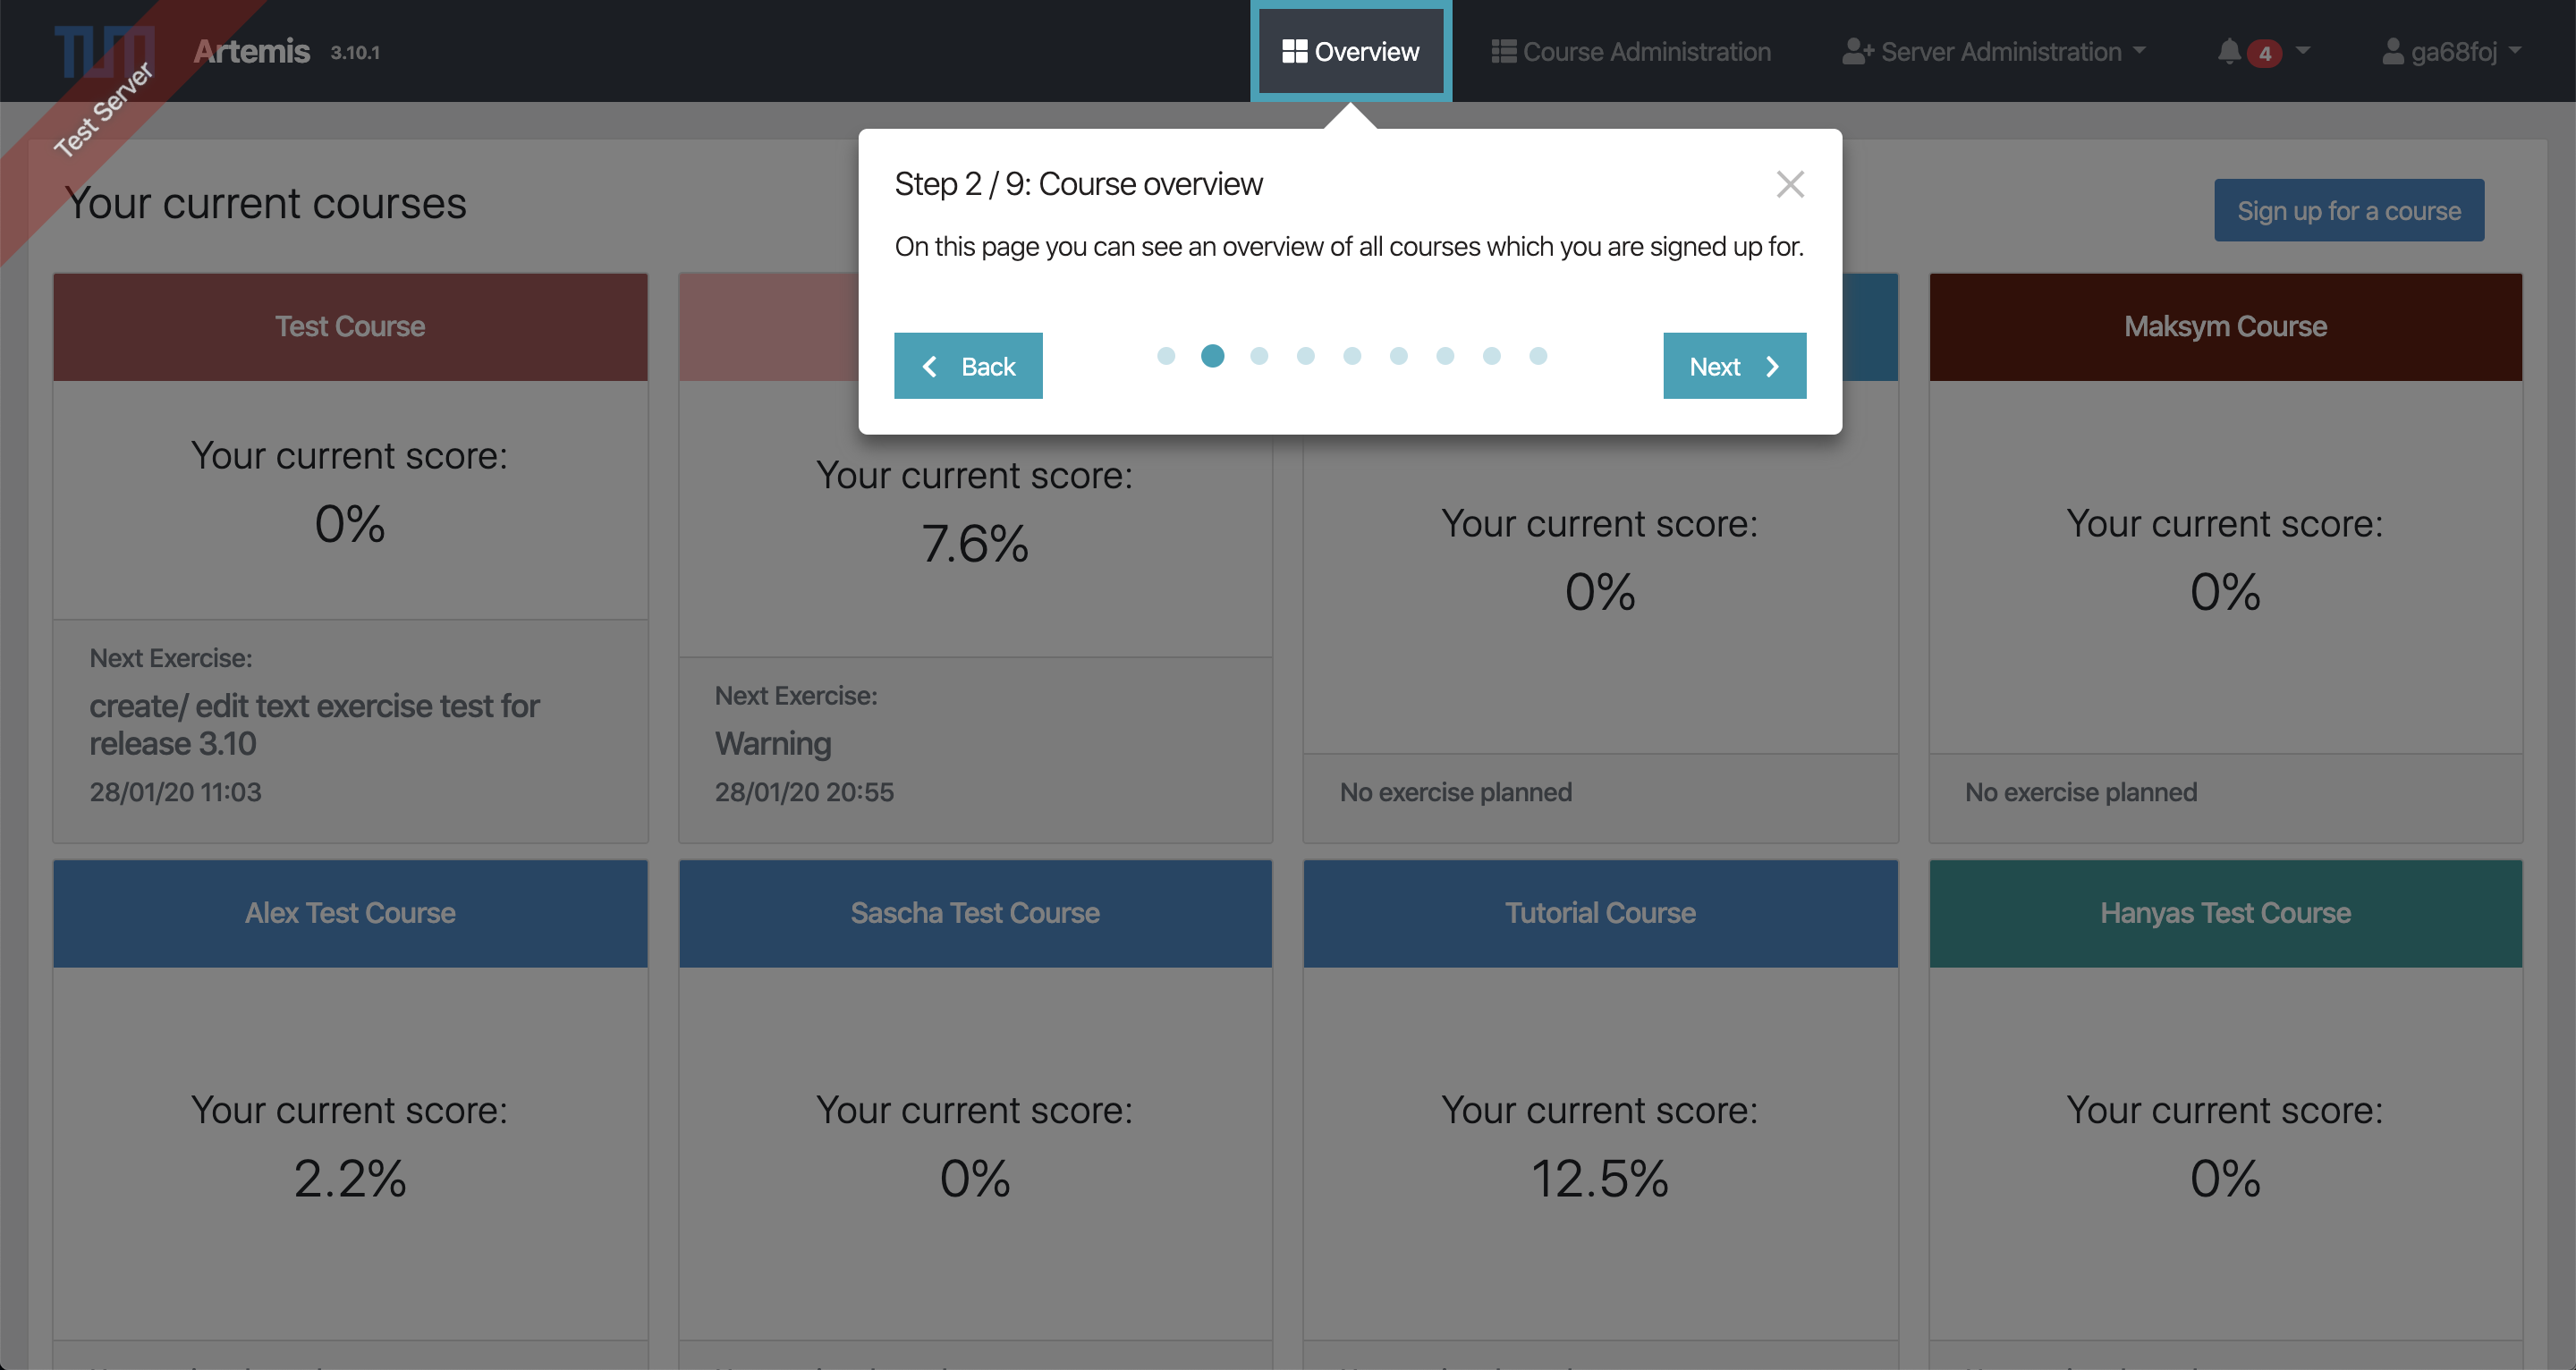 TUM
Artemis 3.10.1
Overview
Course Administration
Server Administration
4
ga68foj
Test Server
Your current courses
Step 2 / 9: Course overview
On this page you can see an overview of all courses which you are signed up for.
Back
Next
Sign up for a course
Test Course
Your current score:
0%
Next Exercise:
create/ edit text exercise test for
release 3.10
28/01/20 11:03
Your current score:
7.6%
Next Exercise:
Warning
28/01/20 20:55
Your current score:
0%
No exercise planned
Maksym Course
Your current score:
0%
No exercise planned
Alex Test Course
Your current score:
2.2%
Sascha Test Course
Your current score:
0%
Tutorial Course
Your current score:
12.5%
Hanyas Test Course
Your current score:
0%